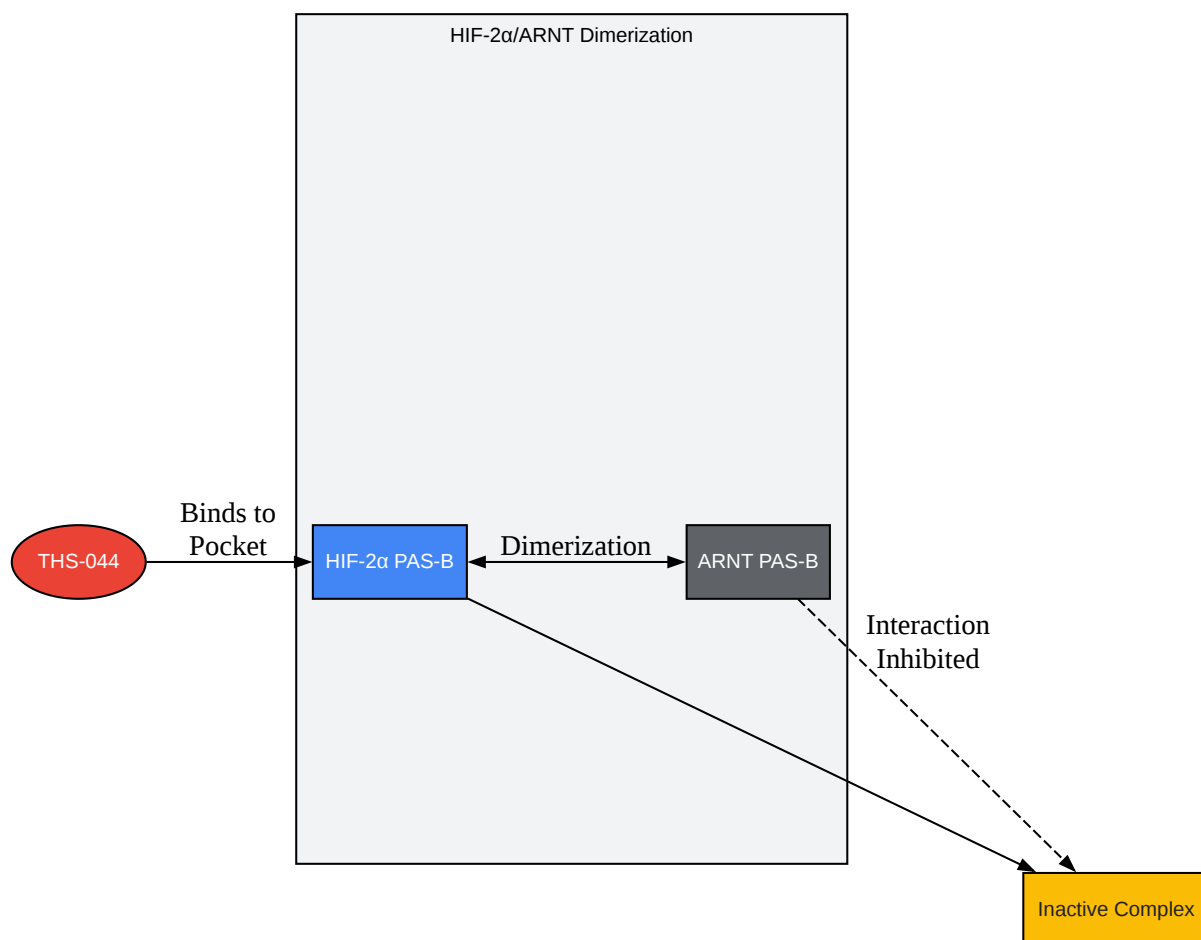 HIF-2α/ARNT Dimerization
Binds to
Pocket
THS-044
HIF-2α PAS-B
Dimerization
ARNT PAS-B
Interaction
Inhibited
Inactive Complex